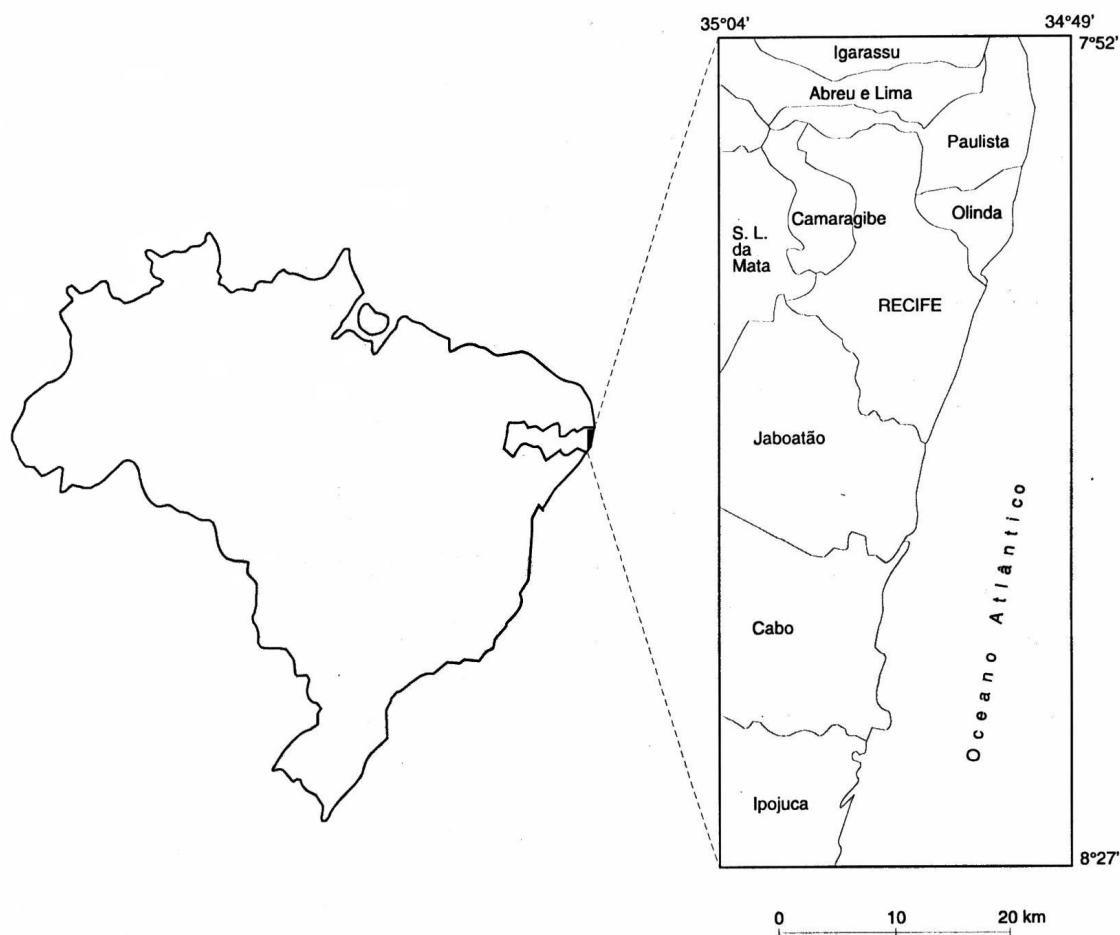 35°04'
34°49'
7°52'
Igarassu
Abreu e Lima
Paulista
Camaragibe
Olinda
S. L.
da
Mata
RECIFE
Jaboatão
Oceano Atlântico
Cabo
Ipojuca
8°27'
0 10 20 km